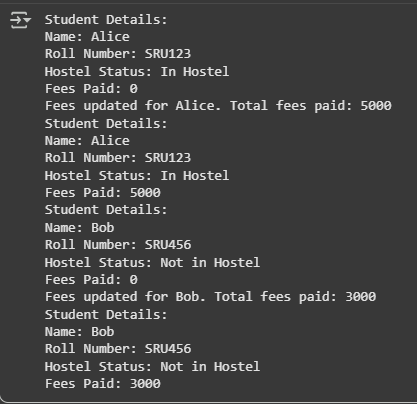 Student Details:
Name: Alice
Roll Number: SRU123
Hostel Status: In Hostel
Fees Paid: 0
Fees updated for Alice. Total fees paid: 5000
Student Details:
Name: Alice
Roll Number: SRU123
Hostel Status: In Hostel
Fees Paid: 5000
Student Details:
Name: Bob
Roll Number: SRU456
Hostel Status: Not in Hostel
Fees Paid: 0
Fees updated for Bob. Total fees paid: 3000
Student Details:
Name: Bob
Roll Number: SRU456
Hostel Status: Not in Hostel
Fees Paid: 3000